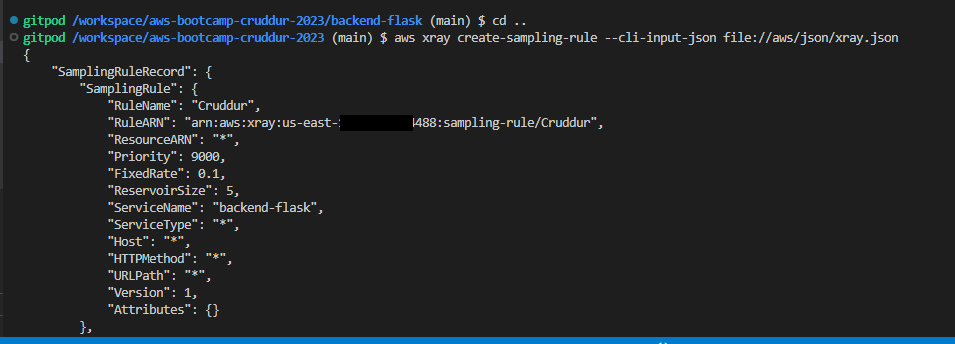 gitpod /workspace/aws-bootcamp-cruddur-2023/backend-flask (main) $ cd ..
gitpod /workspace/aws-bootcamp-cruddur-2023 (main) $ aws xray create-sampling-rule --cli-input-json file://aws/json/xray.json
{
    "SamplingRuleRecord": {
        "SamplingRule": {
            "RuleName": "Cruddur",
            "RuleARN": "arn:aws:xray:us-east- 488:sampling-rule/Cruddur",
            "ResourceARN": "*",
            "Priority": 9000,
            "FixedRate": 0.1,
            "ReservoirSize": 5,
            "ServiceName": "backend-flask",
            "ServiceType": "*",
            "Host": "*",
            "HTTPMethod": "*",
            "URLPath": "*",
            "Version": 1,
            "Attributes": {}
        },